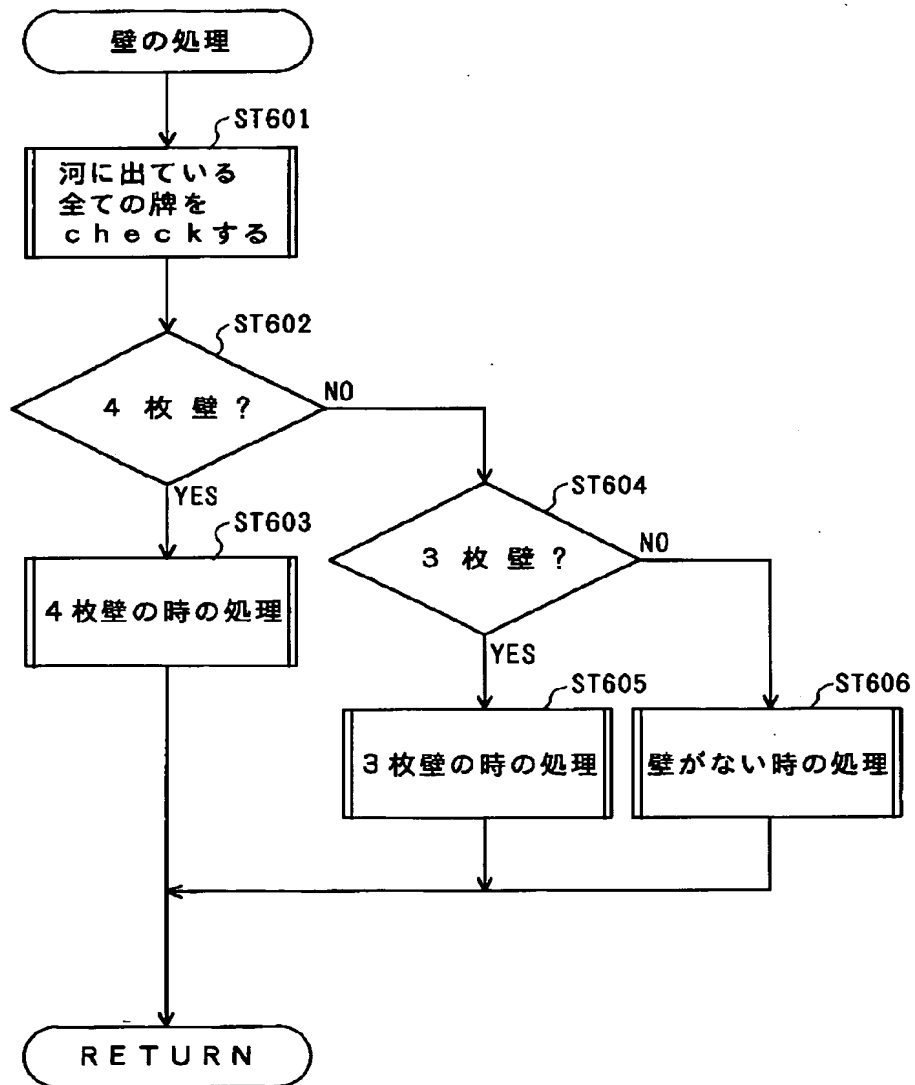 壁の処理
ST601
河に出ている
全ての牌を
checkする
ST602
4枚壁?
NO
YES
ST603
4枚壁の時の処理
ST604
3枚壁?
NO
YES
ST605
3枚壁の時の処理
ST606
壁がない時の処理
RETURN